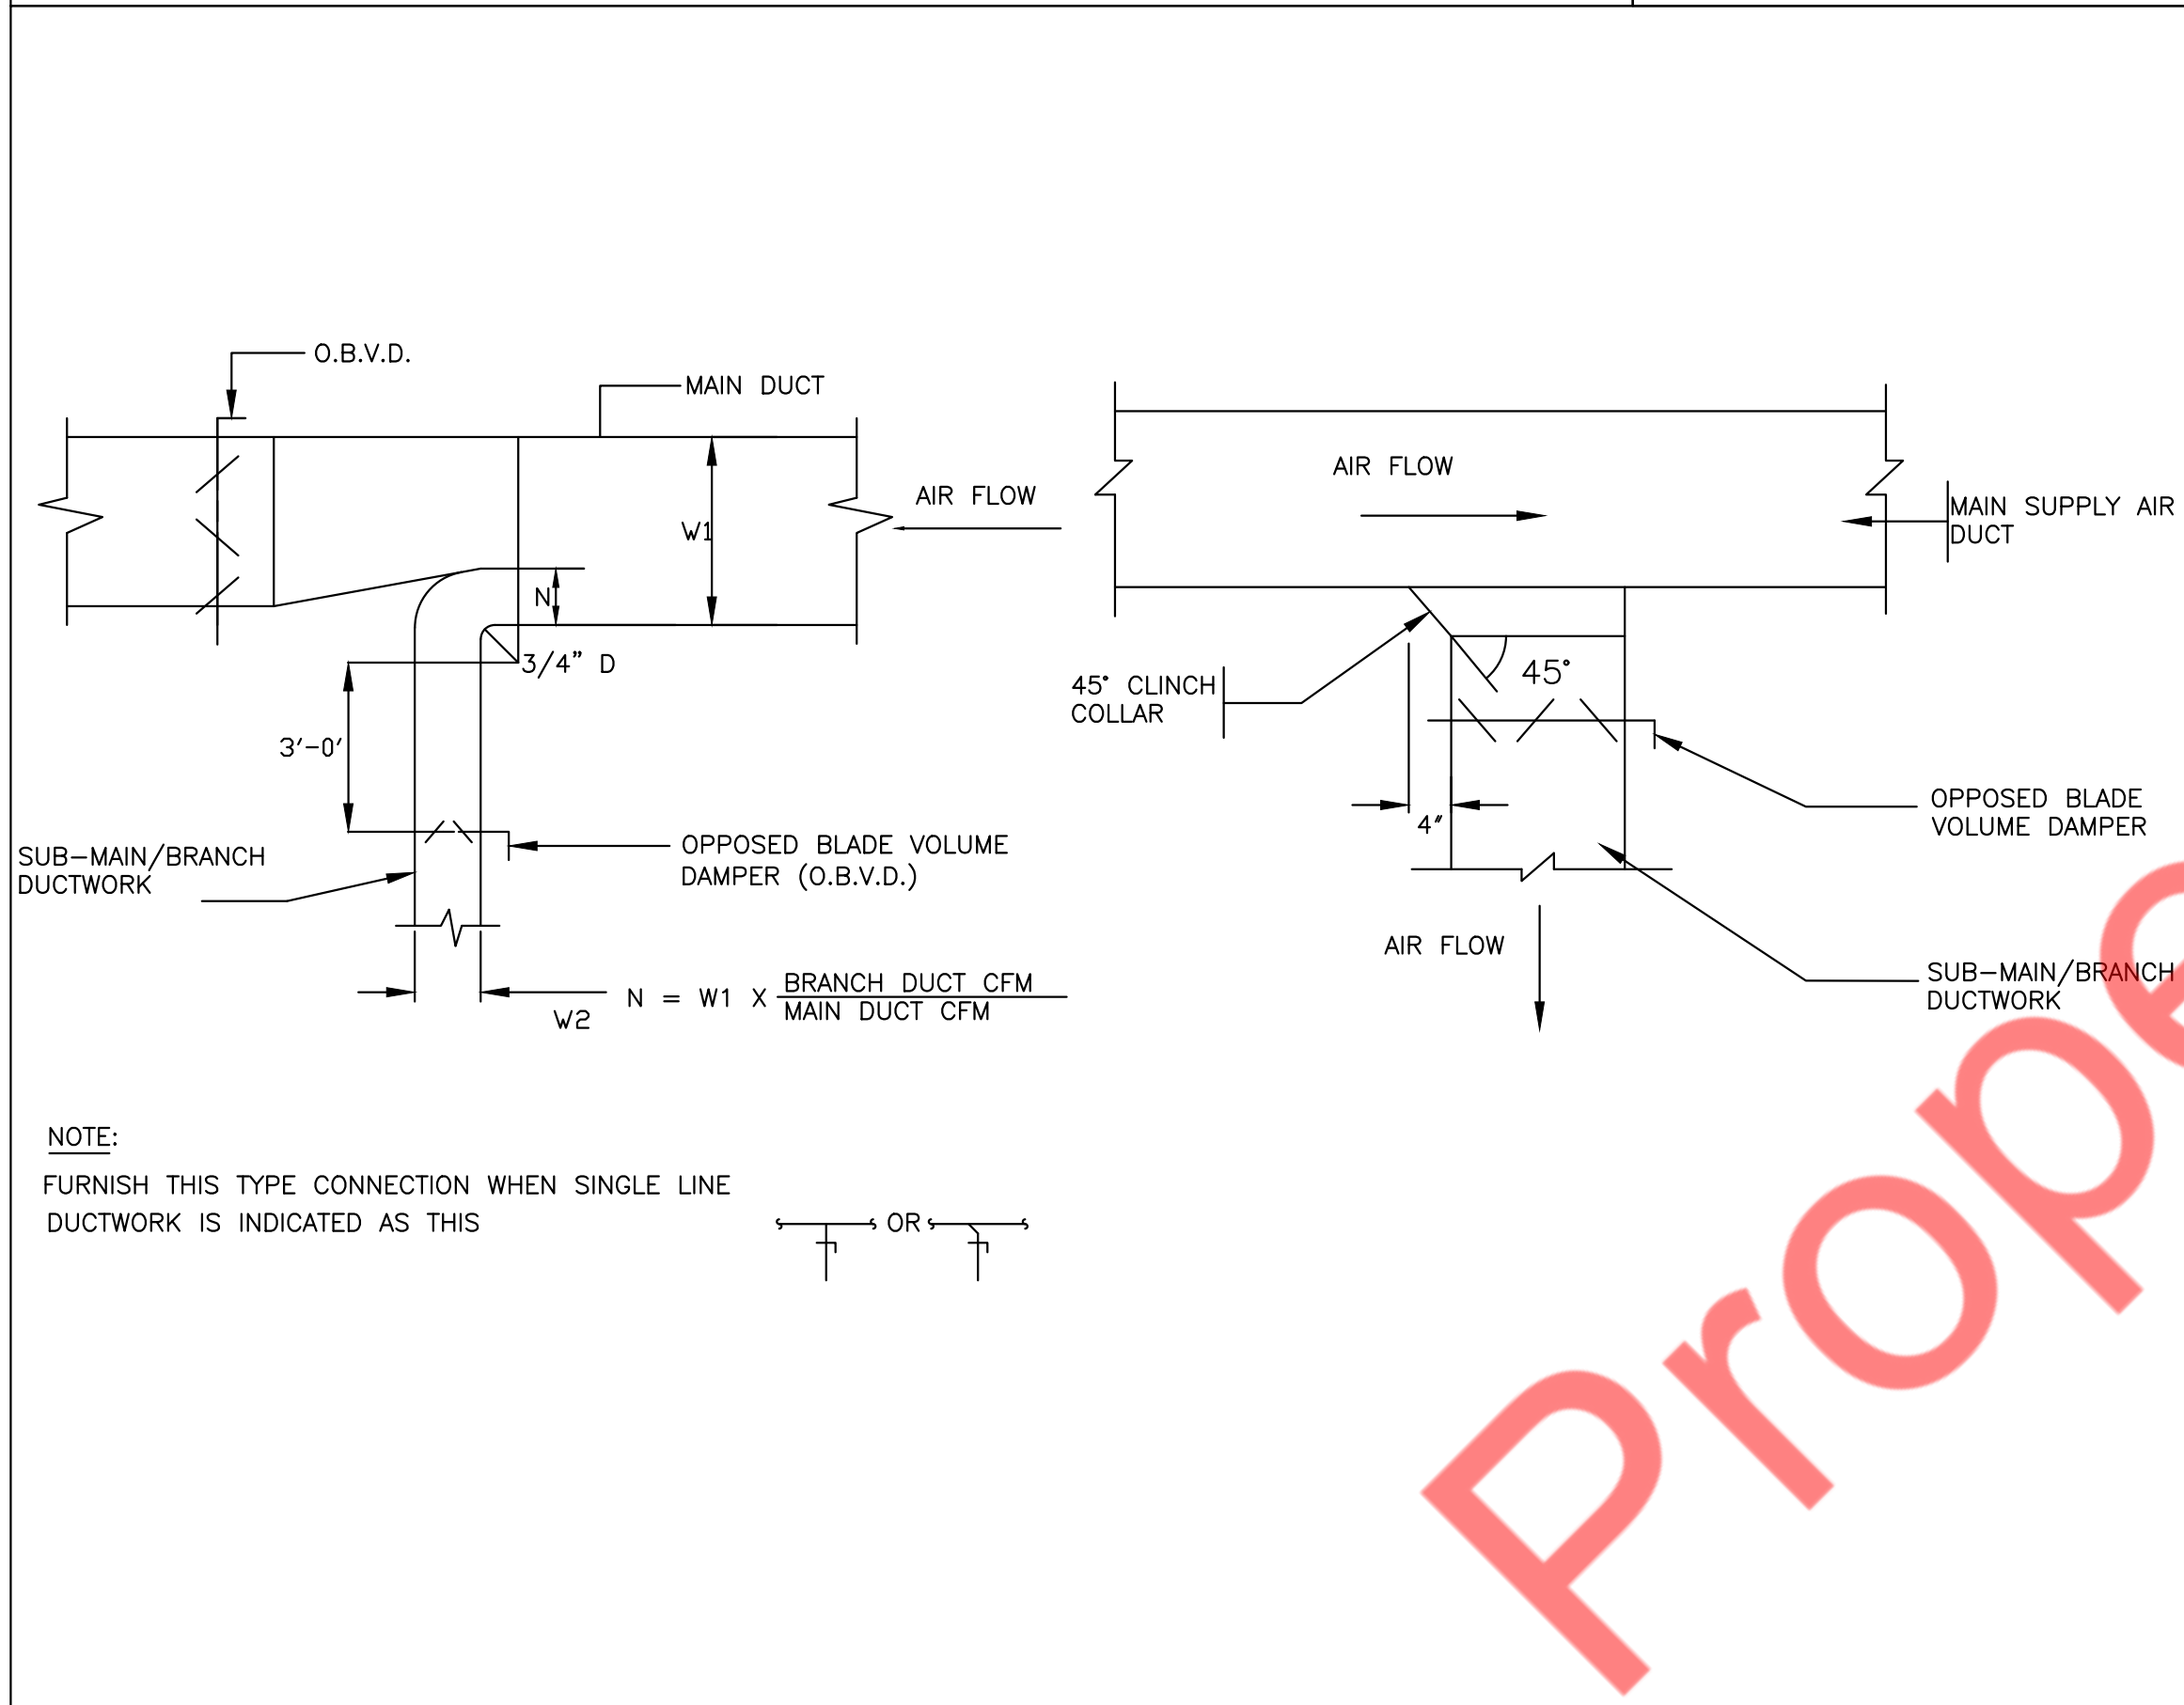 O.B.V.D.
MAIN DUCT
W1
AIR FLOW
N
3/4" D
3'-0'
SUB-MAIN/BRANCH
DUCTWORK
OPPOSED BLADE VOLUME
DAMPER (O.B.V.D.)
W2
N = W1 X BRANCH DUCT CFM
MAIN DUCT CFM
NOTE:
FURNISH THIS TYPE CONNECTION WHEN SINGLE LINE
DUCTWORK IS INDICATED AS THIS
OR
AIR FLOW
MAIN SUPPLY AIR
DUCT
45° CLINCH
COLLAR
45°
4"
OPPOSED BLADE
VOLUME DAMPER
AIR FLOW
SUB-MAIN/BRANCH
DUCTWORK
Prope